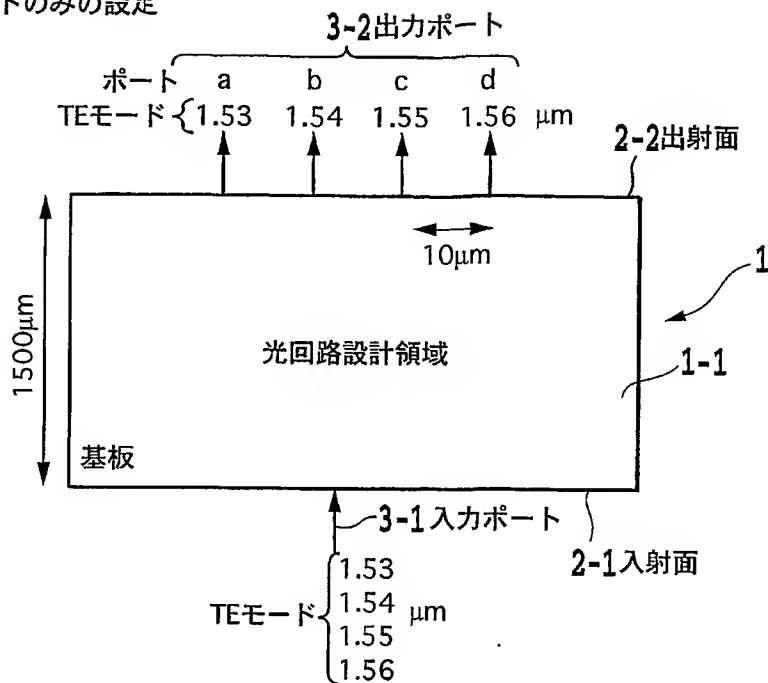 ドのみの設定
3-2出力ポート
ポート a b c d
TEモード 1.53 1.54 1.55 1.56 μm
2-2出射面
10μm
1
1500μm
光回路設計領域
1-1
基板
3-1入力ポート
2-1入射面
1.53
TEモード 1.54 μm
1.55
1.56